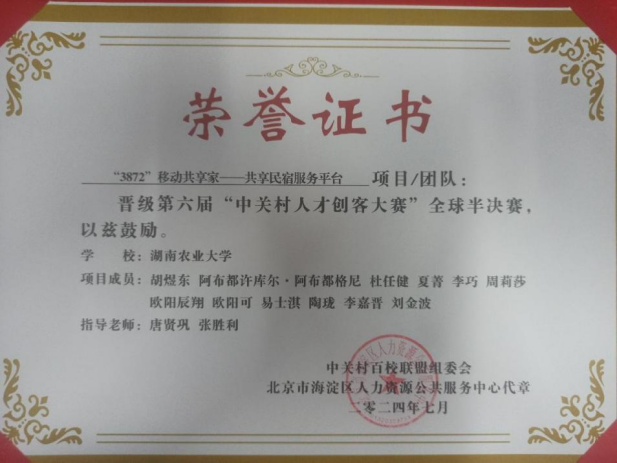 荣誉证书
“3872”移动共享家——共享民宿服务平台 项目/团队：
晋级第六届“中关村人才创客大赛”全球半决赛，
以兹鼓励。
学 校：湖南农业大学
项目成员：胡煜东 阿布都许库尔·阿布都格尼 杜任健 夏菁 李巧 周莉莎
欧阳辰翔 欧阳可 易士淇 陶珑 李嘉晋 刘金波
指导老师：唐贤巩 张胜利
中关村百校联盟组委会
北京市海淀区人力资源公共服务中心代章
二零二四年七月